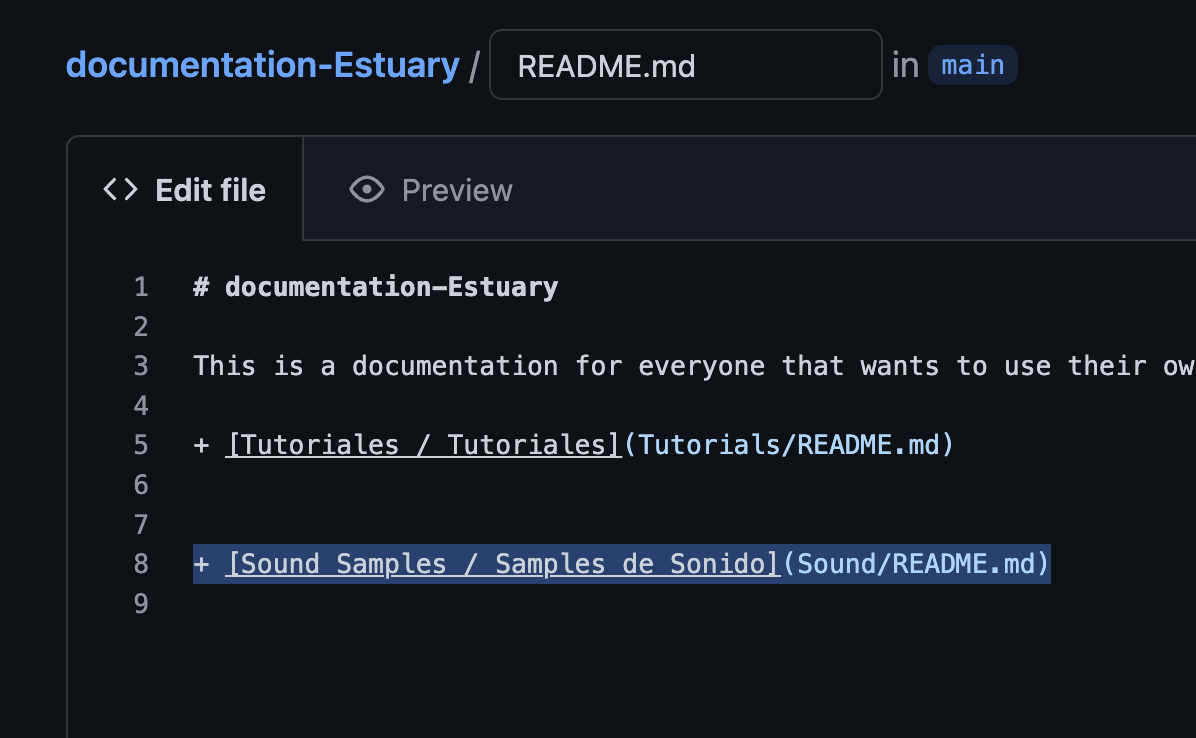 documentation-Estuary / README.md in main
Edit file Preview
1 # documentation-Estuary
2
3 This is a documentation for everyone that wants to use their ow
4
5 + [Tutoriales / Tutoriales](Tutorials/README.md)
6
7
8 + [Sound Samples / Samples de Sonido](Sound/README.md)
9